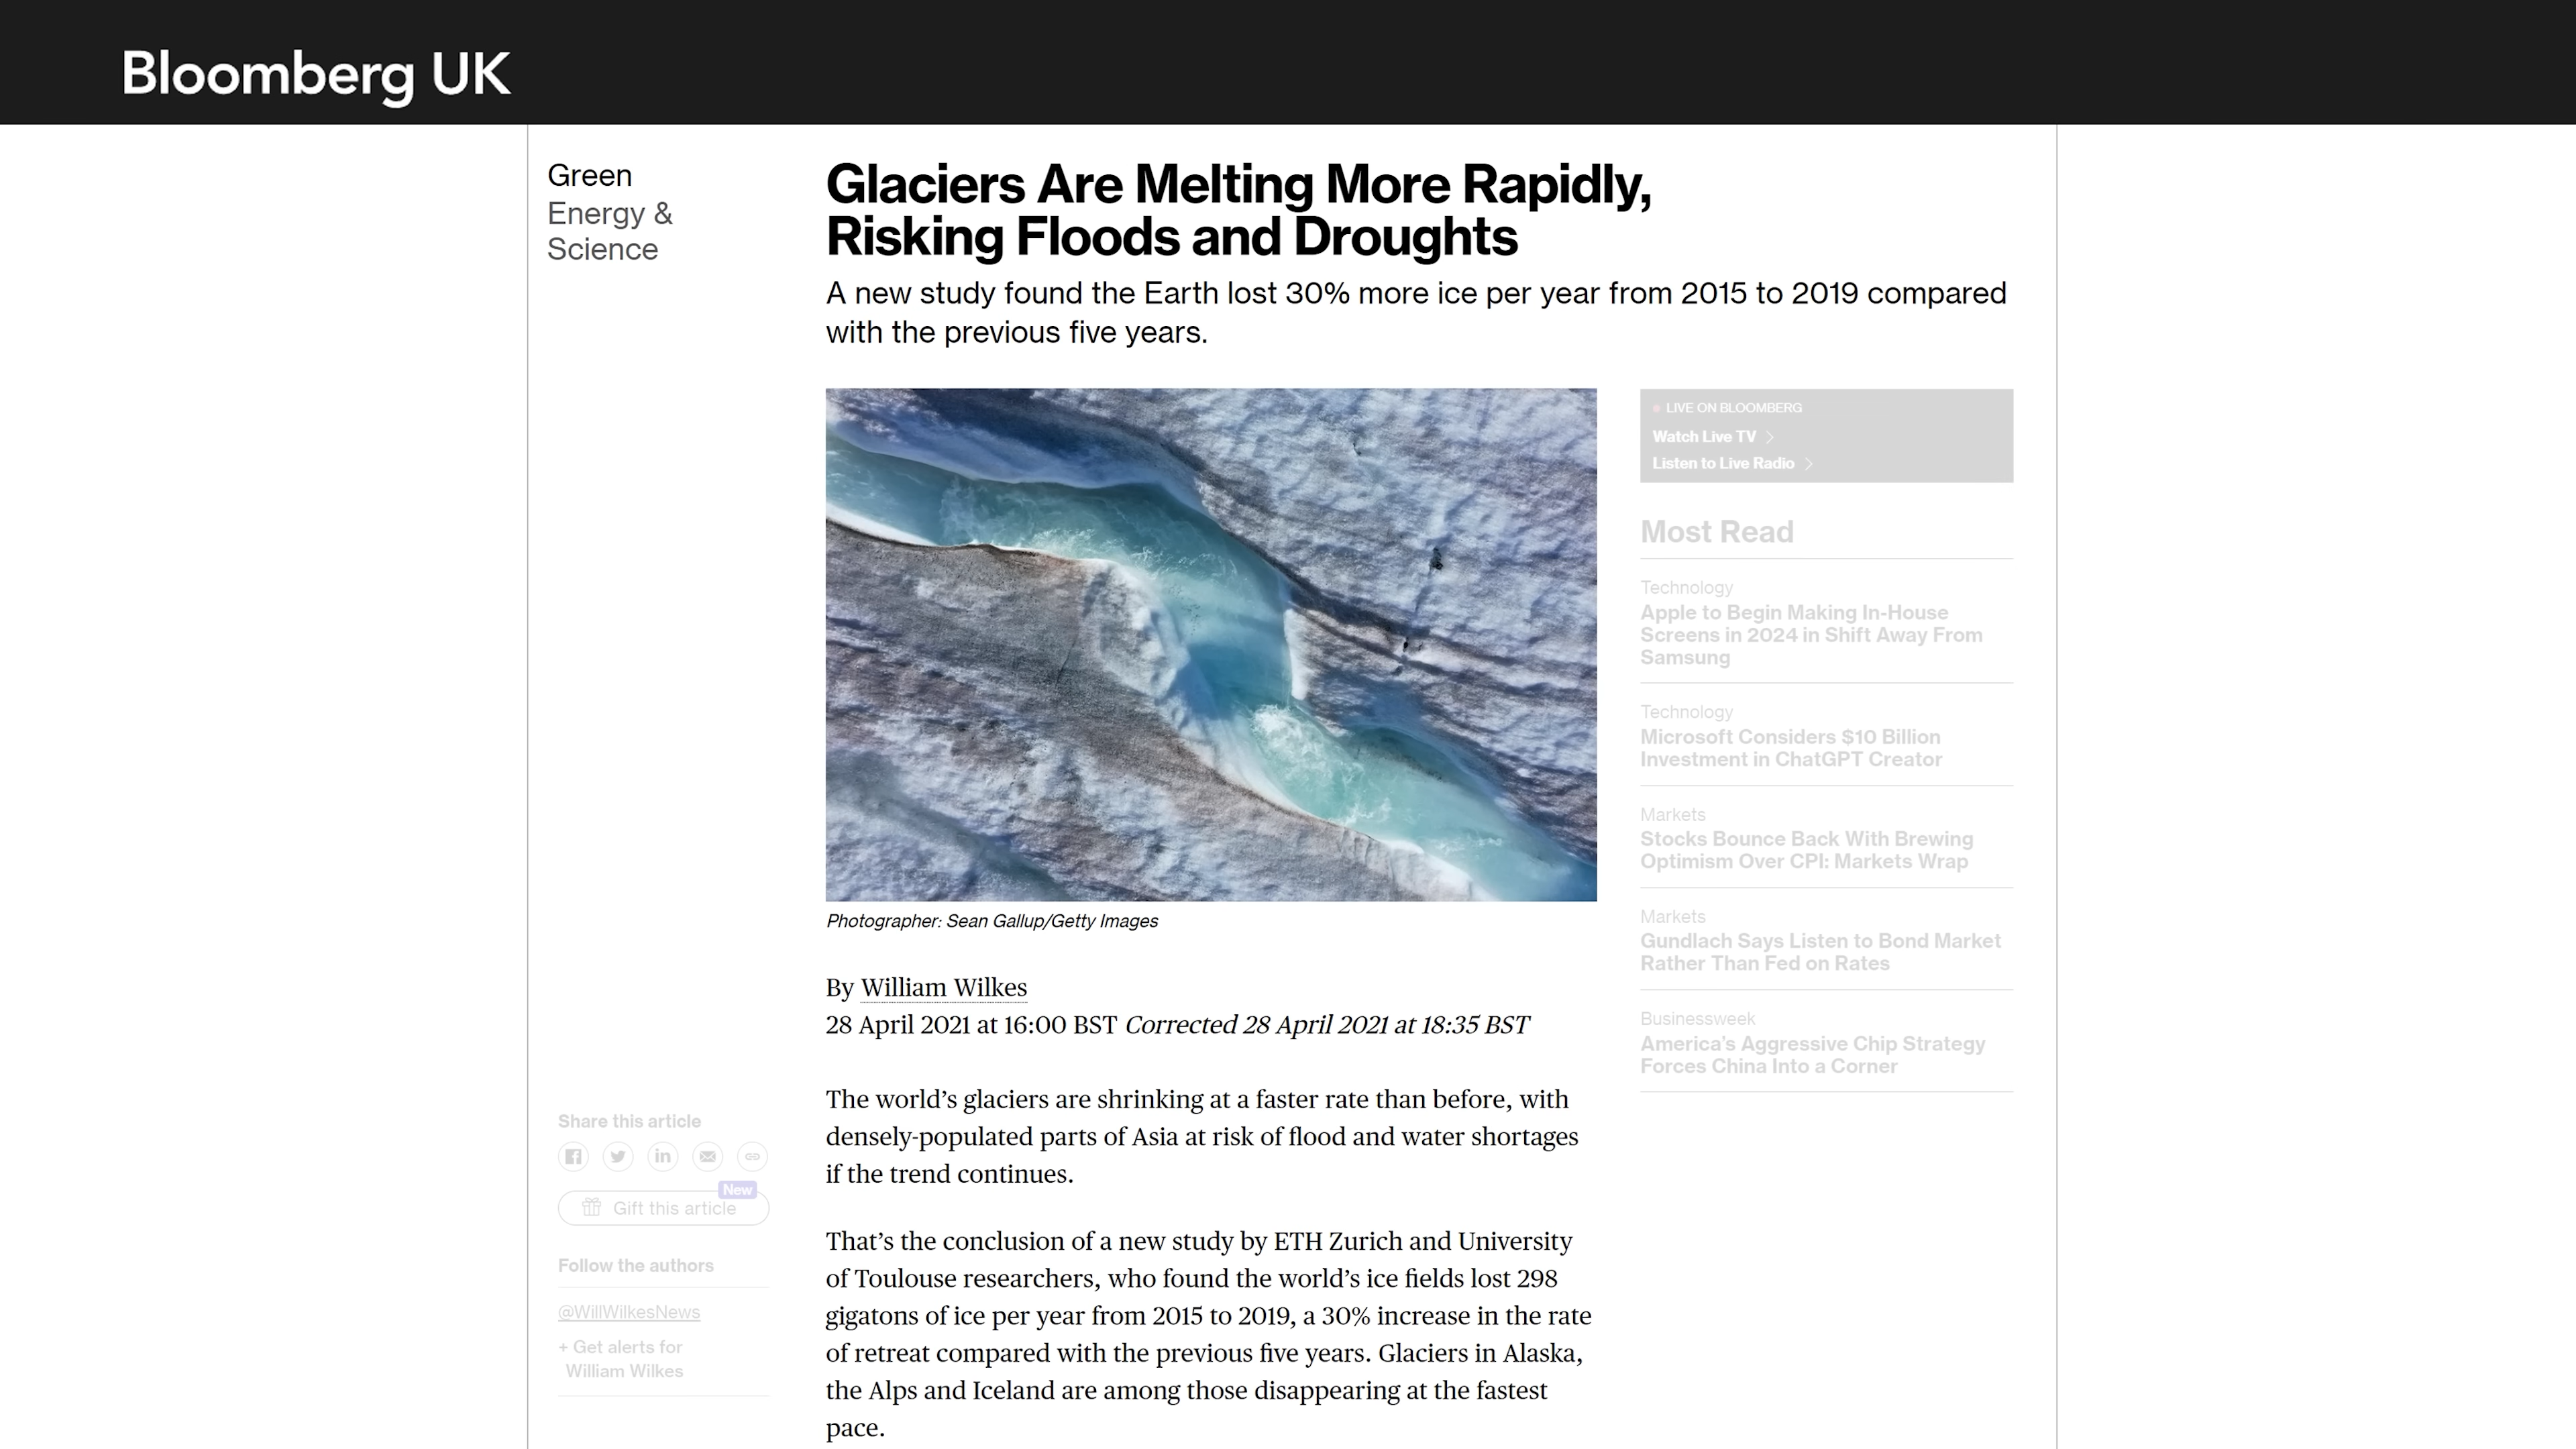 Bloomberg UK
Green
Energy &
Science
Glaciers Are Melting More Rapidly,
Risking Floods and Droughts
A new study found the Earth lost 30% more ice per year from 2015 to 2019 compared
with the previous five years.
Photographer: Sean Gallup/Getty Images
By William Wilkes
28 April 2021 at 16:00 BST Corrected 28 April 2021 at 18:35 BST
The world’s glaciers are shrinking at a faster rate than before, with
densely-populated parts of Asia at risk of flood and water shortages
if the trend continues.
That’s the conclusion of a new study by ETH Zurich and University
of Toulouse researchers, who found the world’s ice fields lost 298
gigatons of ice per year from 2015 to 2019, a 30% increase in the rate
of retreat compared with the previous five years. Glaciers in Alaska,
the Alps and Iceland are among those disappearing at the fastest
pace.
Share this article
New
Gift this article
Follow the authors
@WillWilkesNews
+ Get alerts for
William Wilkes
LIVE ON BLOOMBERG
Watch Live TV
Listen to Live Radio
Most Read
Technology
Apple to Begin Making In-House
Screens in 2024 in Shift Away From
Samsung
Technology
Microsoft Considers $10 Billion
Investment in ChatGPT Creator
Markets
Stocks Bounce Back With Brewing
Optimism Over CPI: Markets Wrap
Markets
Gundlach Says Listen to Bond Market
Rather Than Fed on Rates
Businessweek
America’s Aggressive Chip Strategy
Forces China Into a Corner